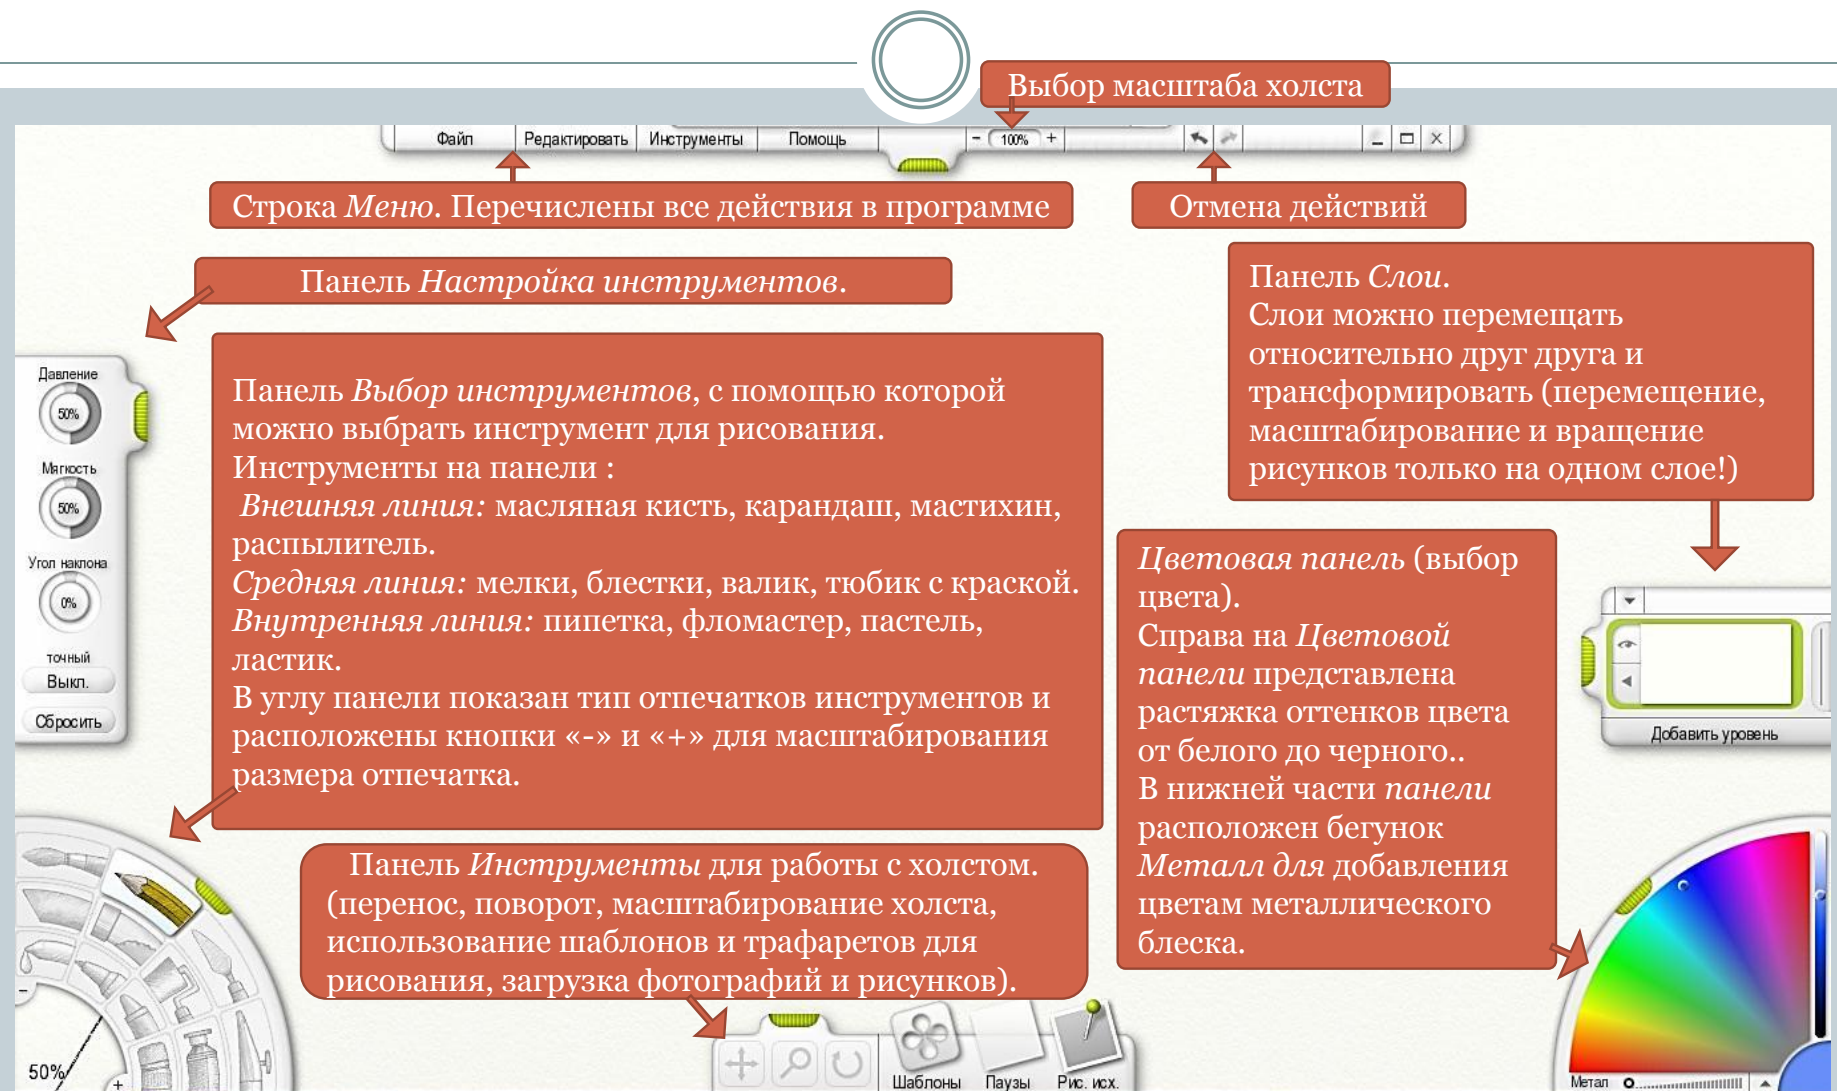 Выбор масштаба холста
Файл
Редактировать
Инструменты
Помощь
- 100% +
Строка Меню. Перечислены все действия в программе
Отмена действий
Панель Настройка инструментов.
Панель Слои.
Слои можно перемещать
относительно друг друга и
трансформировать (перемещение,
масштабирование и вращение
рисунков только на одном слое!)
Давление
50%
Мягкость
50%
Угол наклона
0%
точный
Выкл.
Сбросить
Панель Выбор инструментов, с помощью которой
можно выбрать инструмент для рисования.
Инструменты на панели :
Внешняя линия: масляная кисть, карандаш, мастихин,
распылитель.
Средняя линия: мелки, блестки, валик, тюбик с краской.
Внутренняя линия: пипетка, фломастер, пастель,
ластик.
В углу панели показан тип отпечатков инструментов и
расположены кнопки «-» и «+» для масштабирования
размера отпечатка.
Цветовая панель (выбор
цвета).
Справа на Цветовой
панели представлена
растяжка оттенков цвета
от белого до черного..
В нижней части панели
расположен бегунок
Металл для добавления
цветам металлического
блеска.
Добавить уровень
Панель Инструменты для работы с холстом.
(перенос, поворот, масштабирование холста,
использование шаблонов и трафаретов для
рисования, загрузка фотографий и рисунков).
-
50%
+
Шаблоны
Паузы
Рис. исх.
Метал